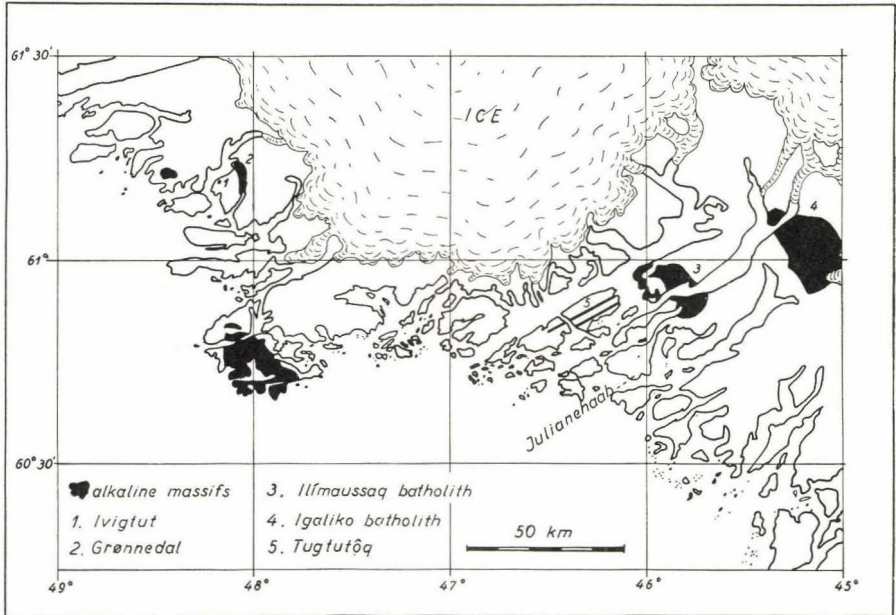 61° 30'
ICE
2
1
4
61°
3
5
Julianehaab
60° 30'
alkaline massifs
1. Ivigtut
2. Grønnedal
3. Ilímaussaq batholith
4. Igaliko batholith
5. Tugtutôq
50 km
49° 48° 47° 46° 45°